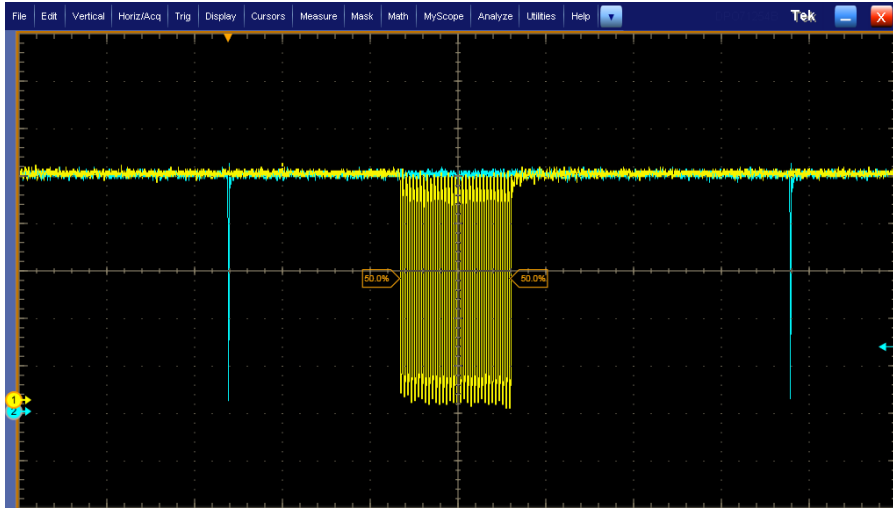 File Edit Vertical Horiz/Acq Trig Display Cursors Measure Mask Math MyScope Analyze Utilities Help Tek X
50.0% 50.0%
1
2